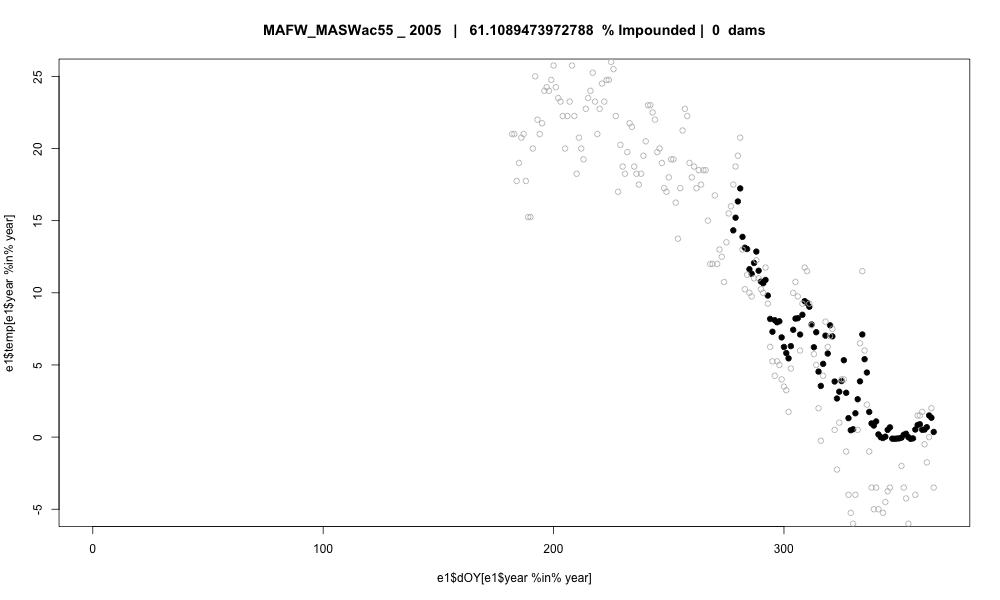 MAFW_MASWac55 _ 2005 | 61.1089473972788 % Impounded | 0 dams
25
20
15
10
5
0
-5
e1$temp[e1$year %in% year]
0 100 200 300
e1$dOY[e1$year %in% year]